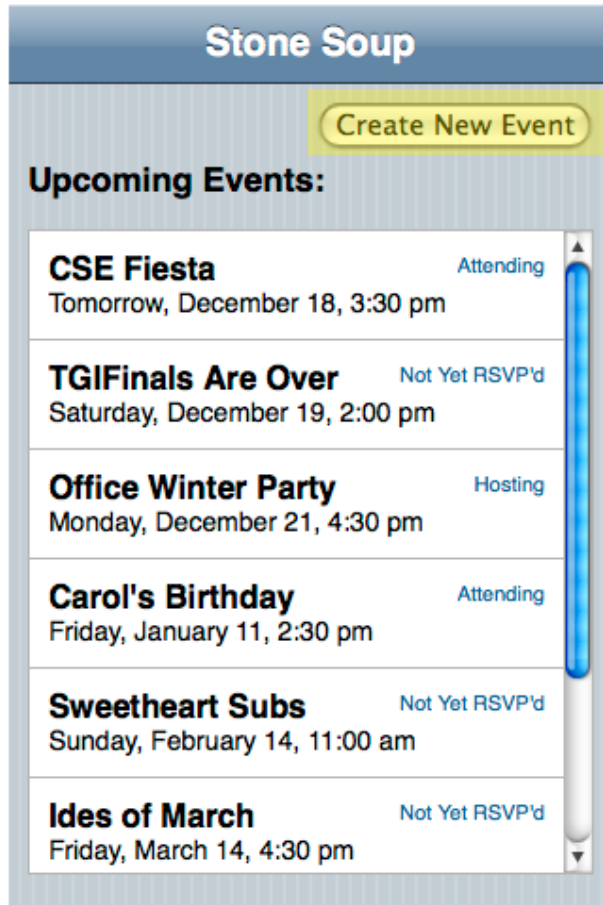 Stone Soup
Create New Event
Upcoming Events:
CSE Fiesta
Attending
Tomorrow, December 18, 3:30 pm
TGIFinals Are Over
Not Yet RSVP'd
Saturday, December 19, 2:00 pm
Office Winter Party
Hosting
Monday, December 21, 4:30 pm
Carol's Birthday
Attending
Friday, January 11, 2:30 pm
Sweetheart Subs
Not Yet RSVP'd
Sunday, February 14, 11:00 am
Ides of March
Not Yet RSVP'd
Friday, March 14, 4:30 pm